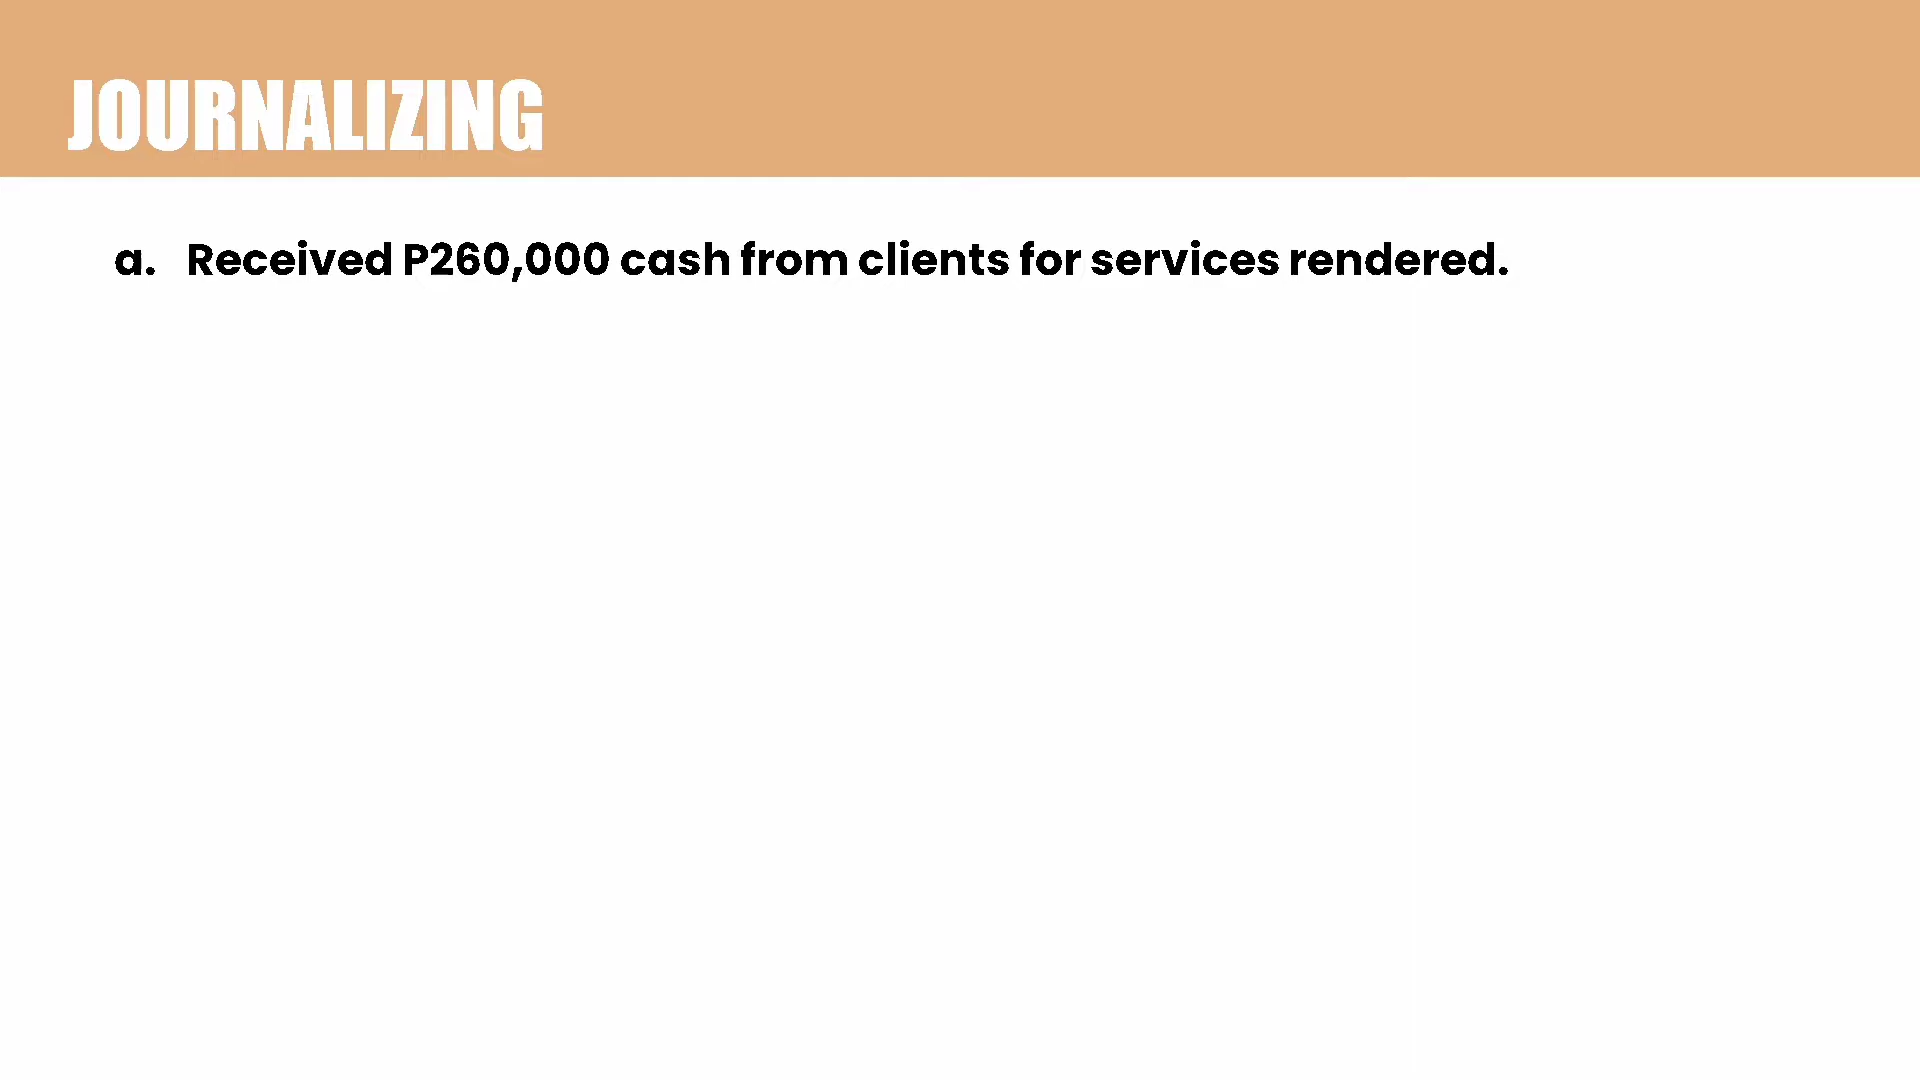 JOURNALIZING
a. Received P260,000 cash from clients for services rendered.